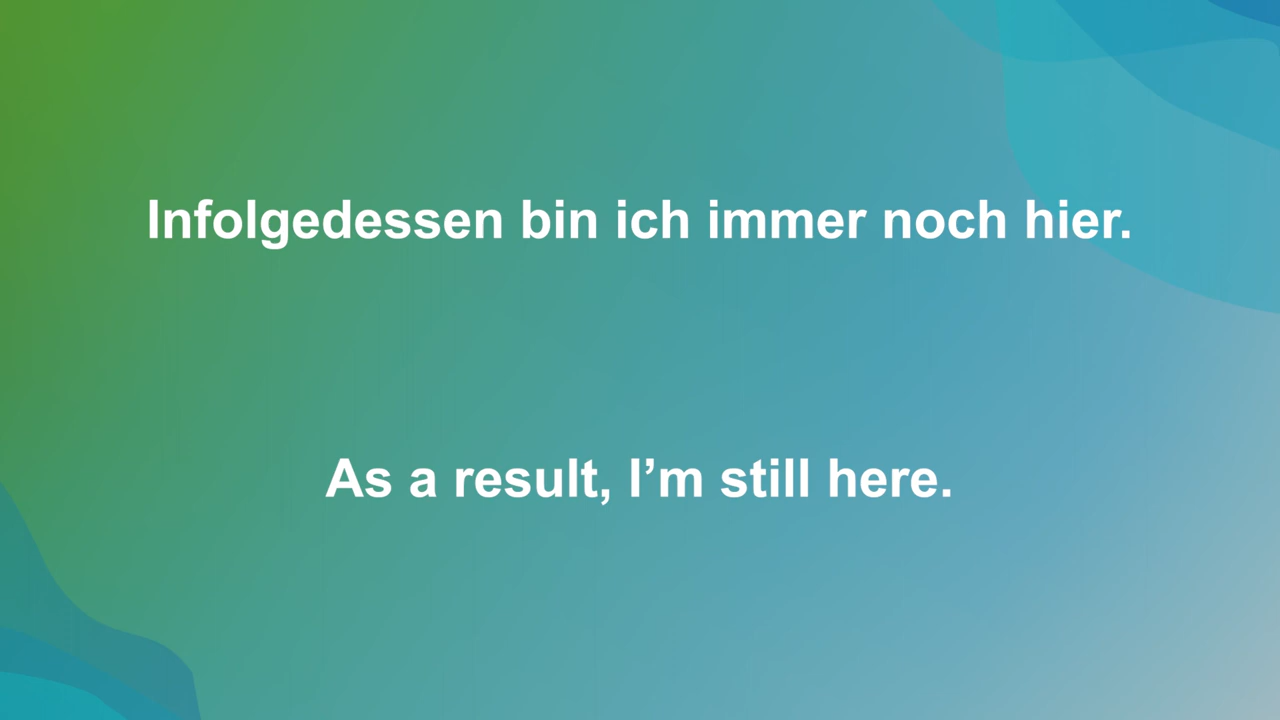 Infolgedessen bin ich immer noch hier.
As a result, I’m still here.